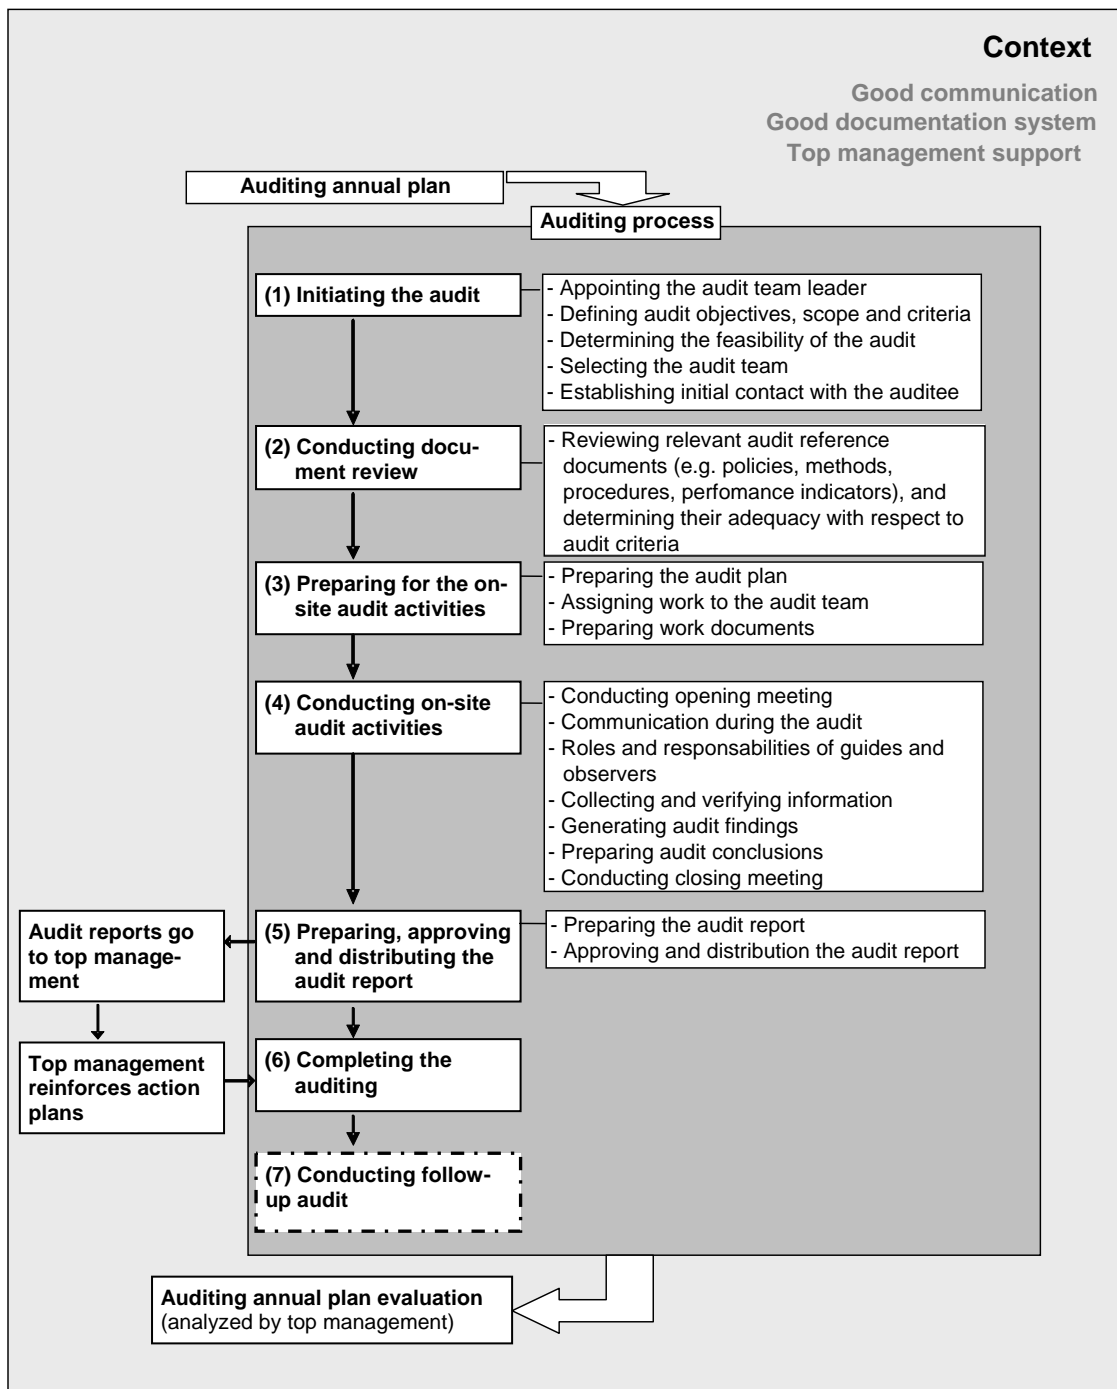 Context
Good communication
Good documentation system
Top management support
Auditing annual plan
Auditing process
(1) Initiating the audit
- Appointing the audit team leader
- Defining audit objectives, scope and criteria
- Determining the feasibility of the audit
- Selecting the audit team
- Establishing initial contact with the auditee
(2) Conducting docu-
ment review
- Reviewing relevant audit reference
documents (e.g. policies, methods,
procedures, perfomance indicators), and
determining their adequacy with respect to
audit criteria
(3) Preparing for the on-
site audit activities
- Preparing the audit plan
- Assigning work to the audit team
- Preparing work documents
(4) Conducting on-site
audit activities
- Conducting opening meeting
- Communication during the audit
- Roles and responsabilities of guides and
observers
- Collecting and verifying information
- Generating audit findings
- Preparing audit conclusions
- Conducting closing meeting
(5) Preparing, approving
and distributing the
audit report
- Preparing the audit report
- Approving and distribution the audit report
Audit reports go
to top manage-
ment
Top management
reinforces action
plans
(6) Completing the
auditing
(7) Conducting follow-
up audit
Auditing annual plan evaluation
(analyzed by top management)